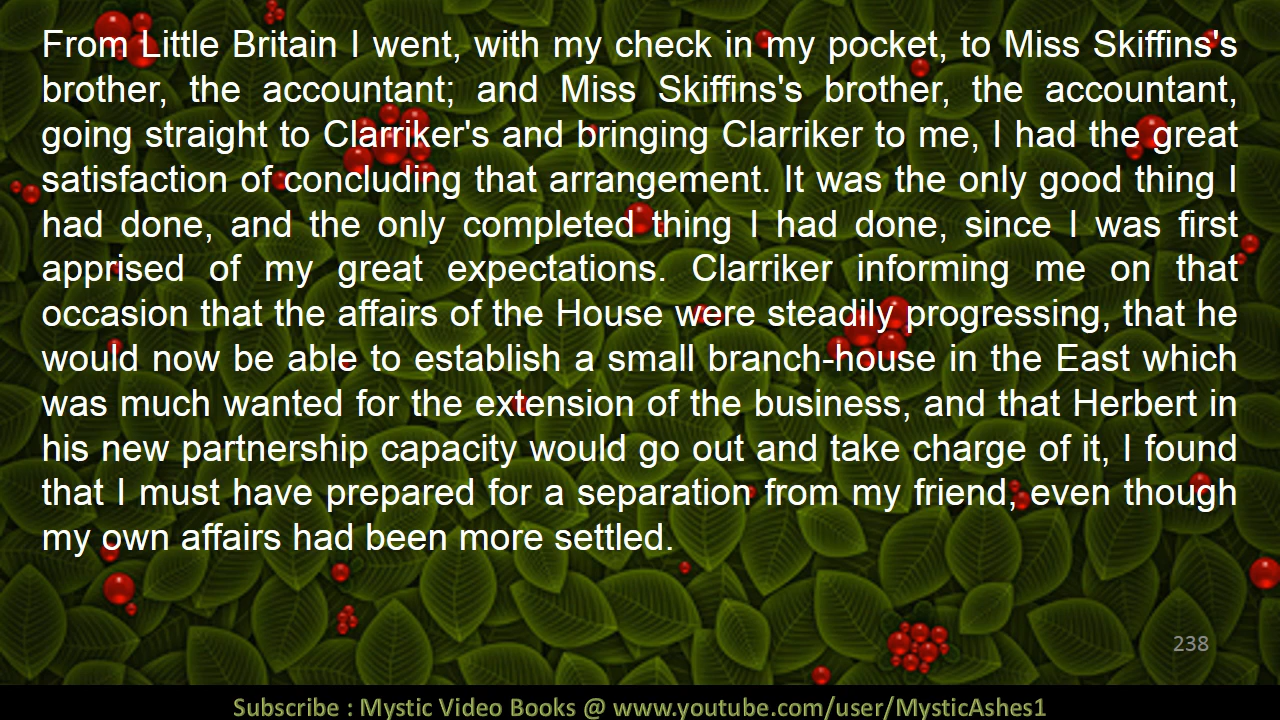 From Little Britain I went, with my check in my pocket, to Miss Skiffins's
brother, the accountant; and Miss Skiffins's brother, the accountant,
going straight to Clarriker's and bringing Clarriker to me, I had the great
satisfaction of concluding that arrangement. It was the only good thing I
had done, and the only completed thing I had done, since I was first
apprised of my great expectations. Clarriker informing me on that
occasion that the affairs of the House were steadily progressing, that he
would now be able to establish a small branch-house in the East which
was much wanted for the extension of the business, and that Herbert in
his new partnership capacity would go out and take charge of it, I found
that I must have prepared for a separation from my friend, even though
my own affairs had been more settled.
238
Subscribe : Mystic Video Books @ www.youtube.com/user/MysticAshes1